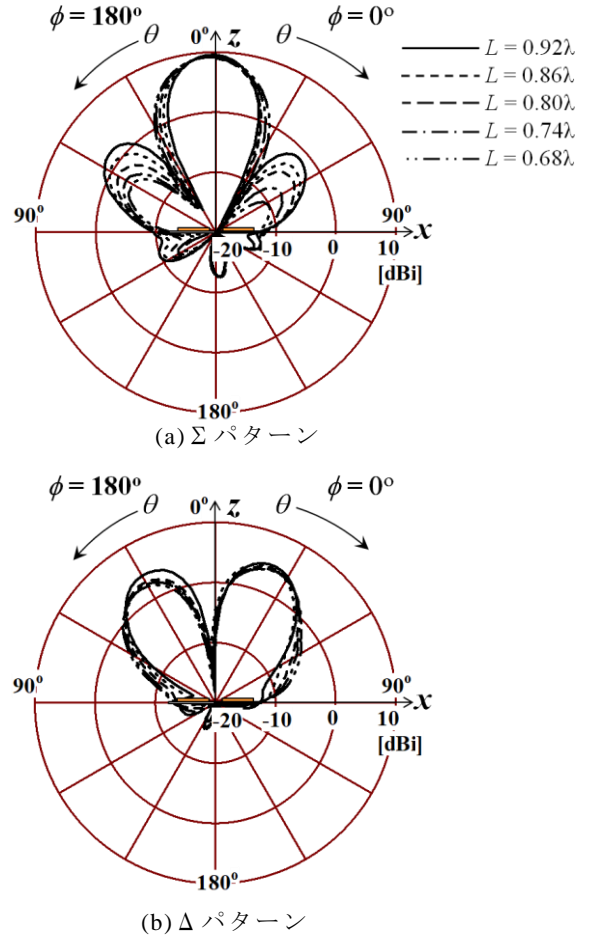 ϕ = 180° 0° z ϕ = 0°
θ θ
L = 0.92λ
L = 0.86λ
L = 0.80λ
L = 0.74λ
L = 0.68λ
90° 90° x
-20 -10 0 10
[dBi]
180°
(a) Σ パターン
ϕ = 180° 0° z ϕ = 0°
θ θ
90° 90° x
-20 -10 0 10
[dBi]
180°
(b) Δ パターン